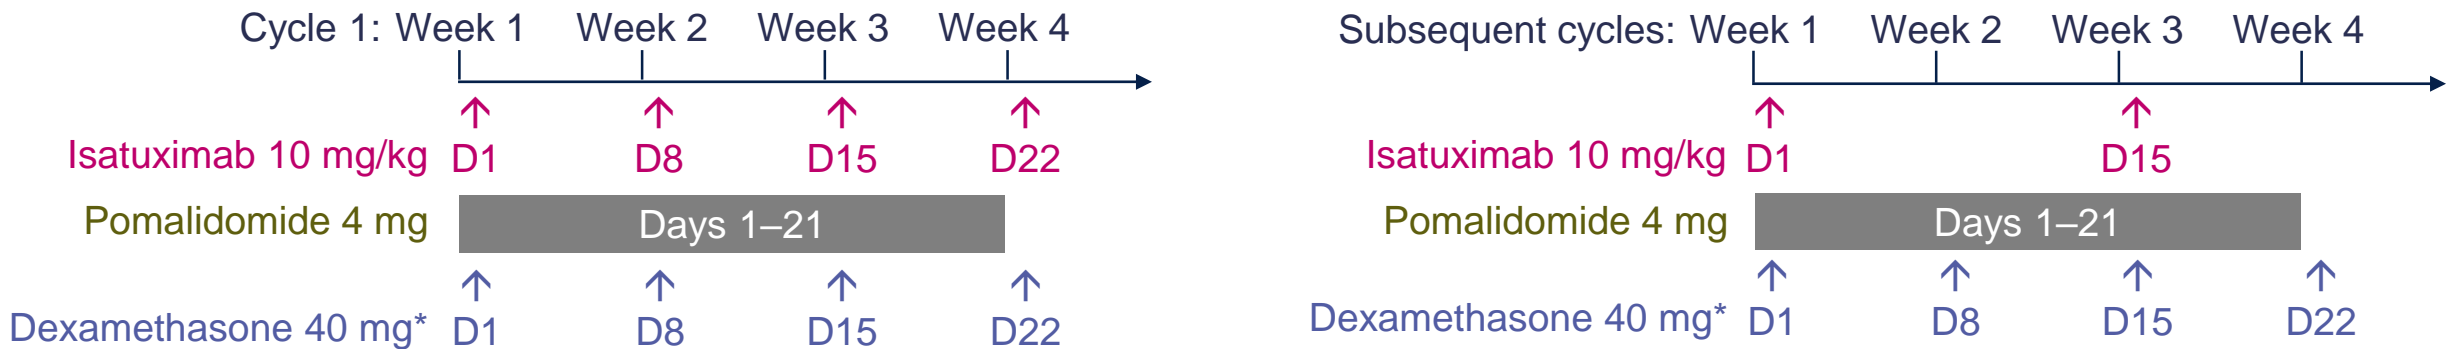 Cycle 1: Week 1 Week 2 Week 3 Week 4
Isatuximab 10 mg/kg D1 D8 D15 D22
Pomalidomide 4 mg Days 1–21
Dexamethasone 40 mg* D1 D8 D15 D22
Subsequent cycles: Week 1 Week 2 Week 3 Week 4
Isatuximab 10 mg/kg D1 D15
Pomalidomide 4 mg Days 1–21
Dexamethasone 40 mg* D1 D8 D15 D22